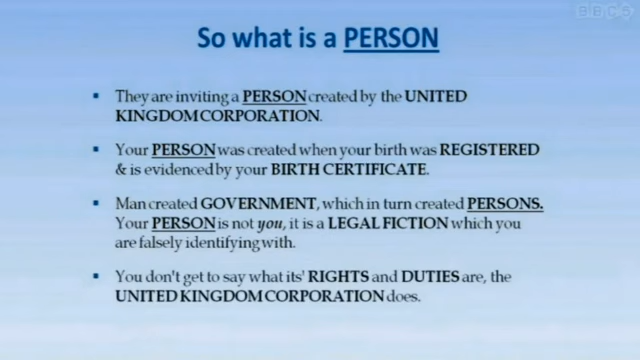 BBC
So what is a PERSON
▪ They are inviting a PERSON created by the UNITED
KINGDOM CORPORATION.
▪ Your PERSON was created when your birth was REGISTERED
& is evidenced by your BIRTH CERTIFICATE.
▪ Man created GOVERNMENT, which in turn created PERSONS.
Your PERSON is not you, it is a LEGAL FICTION which you
are falsely identifying with.
▪ You don't get to say what its' RIGHTS and DUTIES are, the
UNITED KINGDOM CORPORATION does.